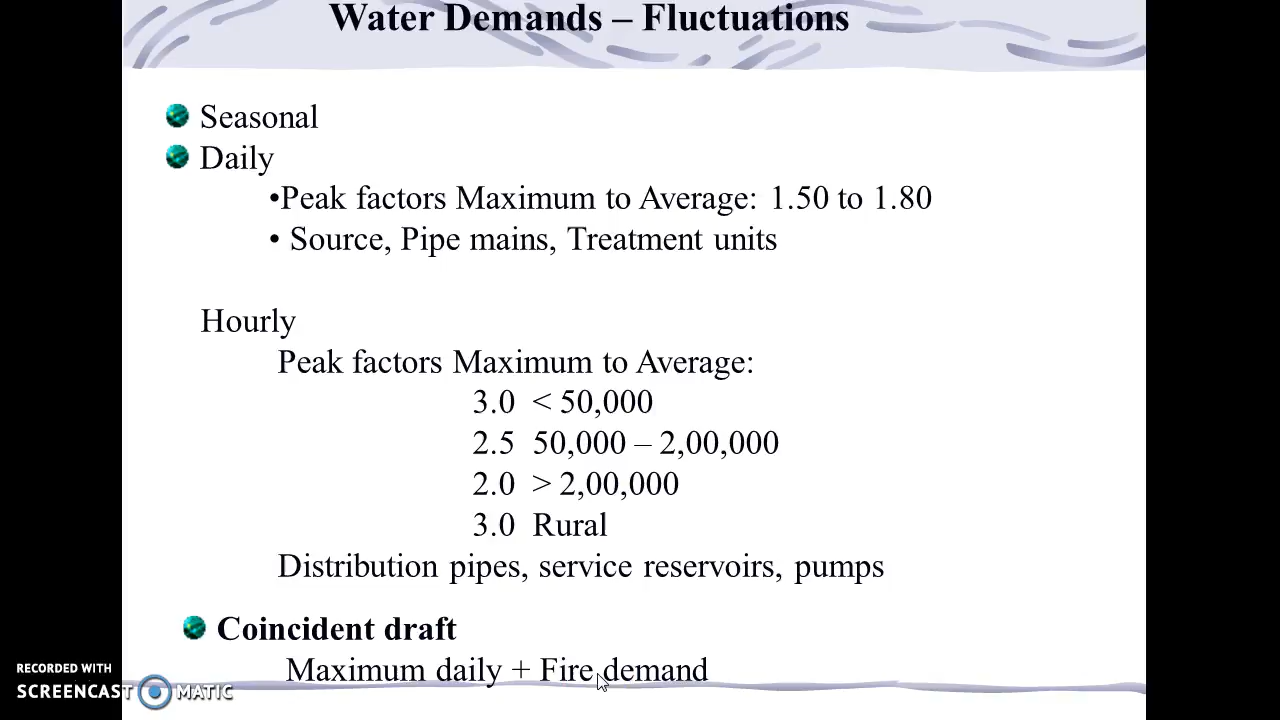 Water Demands – Fluctuations
Seasonal
Daily
•Peak factors Maximum to Average: 1.50 to 1.80
• Source, Pipe mains, Treatment units
Hourly
Peak factors Maximum to Average:
3.0 < 50,000
2.5 50,000 – 2,00,000
2.0 > 2,00,000
3.0 Rural
Distribution pipes, service reservoirs, pumps
Coincident draft
Maximum daily + Fire demand
RECORDED WITH
SCREENCAST MATIC